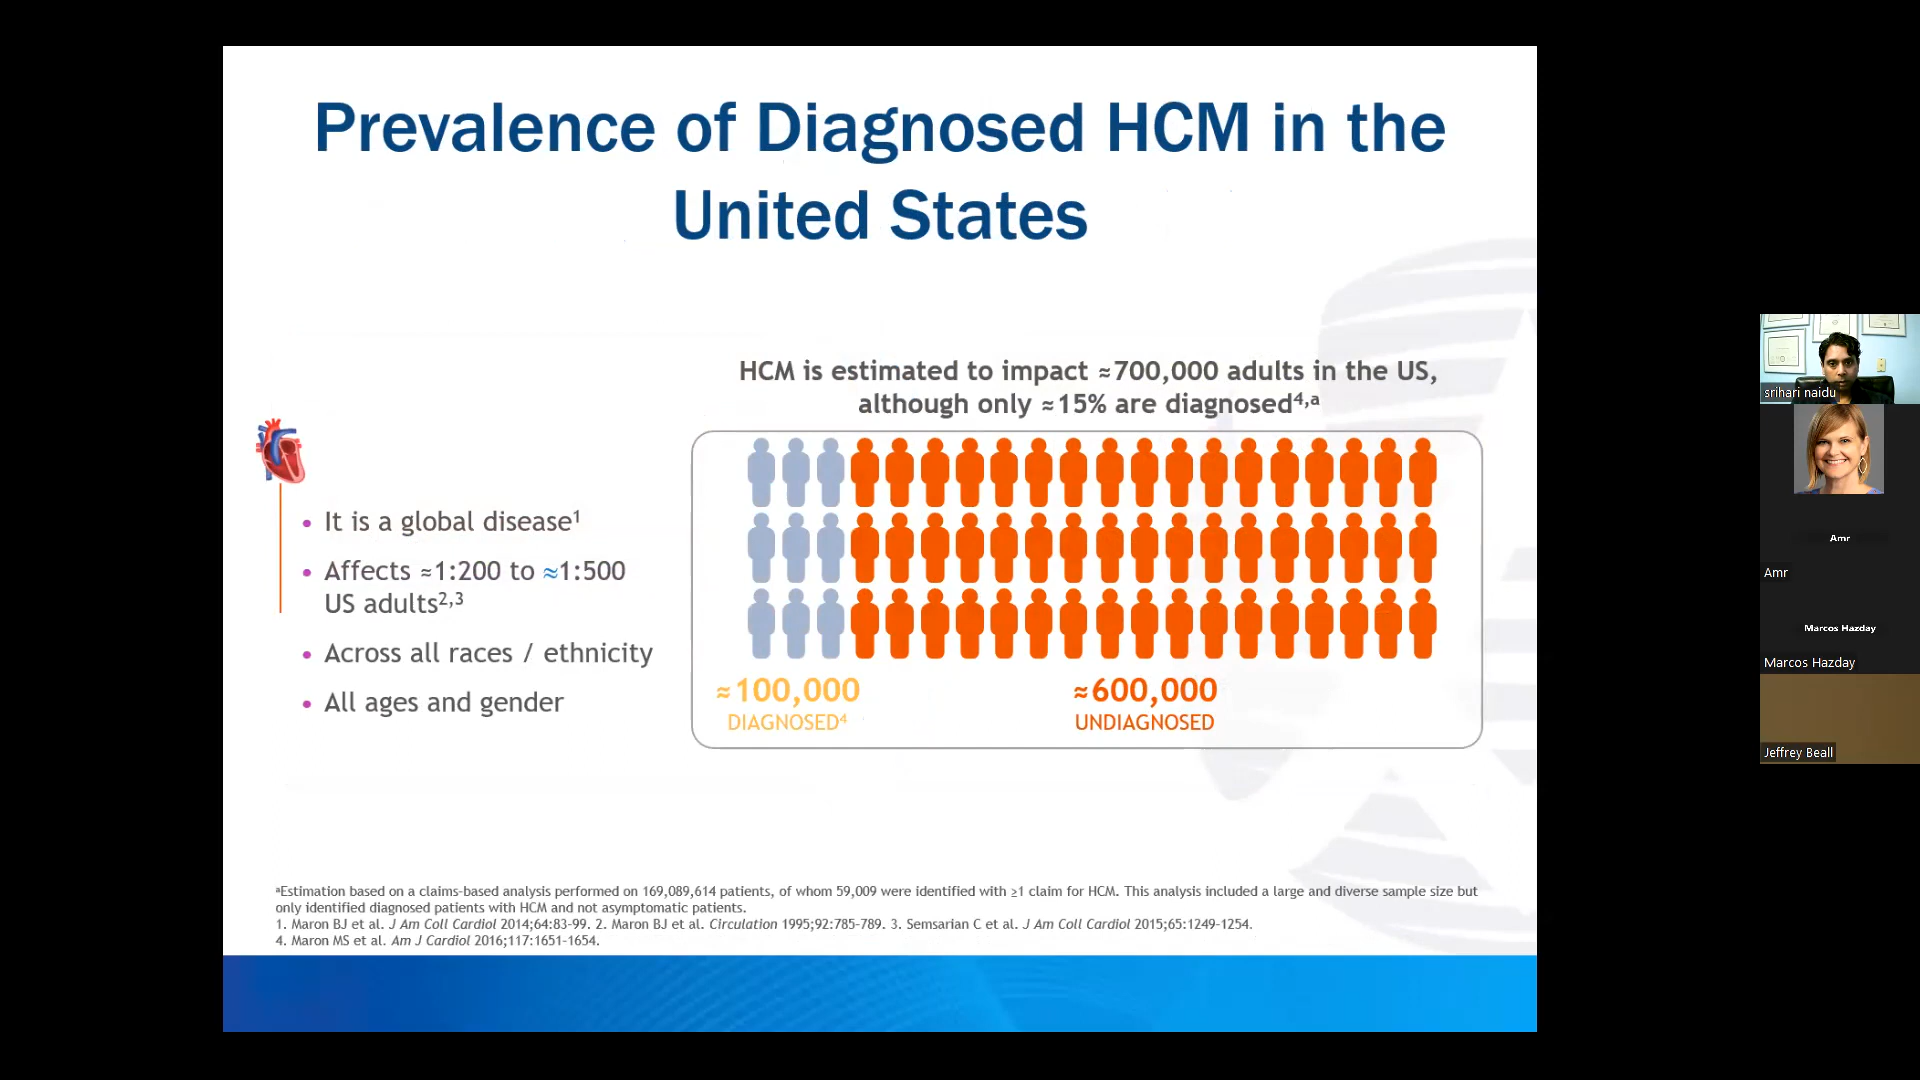 Prevalence of Diagnosed HCM in the
United States
HCM is estimated to impact ≈700,000 adults in the US,
although only ≈15% are diagnosed⁴,ᵃ
• It is a global disease¹
• Affects ≈1:200 to ≈1:500
US adults²,³
• Across all races / ethnicity
• All ages and gender
≈100,000
DIAGNOSED⁴
≈600,000
UNDIAGNOSED
ᵃEstimation based on a claims-based analysis performed on 169,089,614 patients, of whom 59,009 were identified with ≥1 claim for HCM. This analysis included a large and diverse sample size but
only identified diagnosed patients with HCM and not asymptomatic patients.
1. Maron BJ et al. J Am Coll Cardiol 2014;64:83–99. 2. Maron BJ et al. Circulation 1995;92:785–789. 3. Semsarian C et al. J Am Coll Cardiol 2015;65:1249–1254.
4. Maron MS et al. Am J Cardiol 2016;117:1651–1654.
srihari naidu
Amr
Amr
Marcos Hazday
Marcos Hazday
Jeffrey Beall